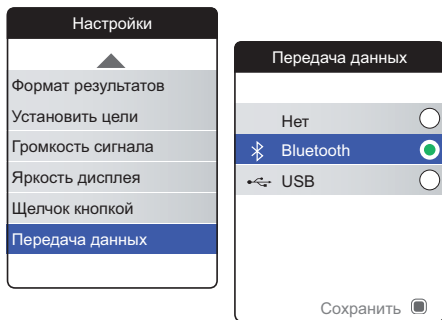 Настройки
Формат результатов
Установить цели
Громкость сигнала
Яркость дисплея
Щелчок кнопкой
Передача данных
Передача данных
Нет
Bluetooth
USB
Сохранить